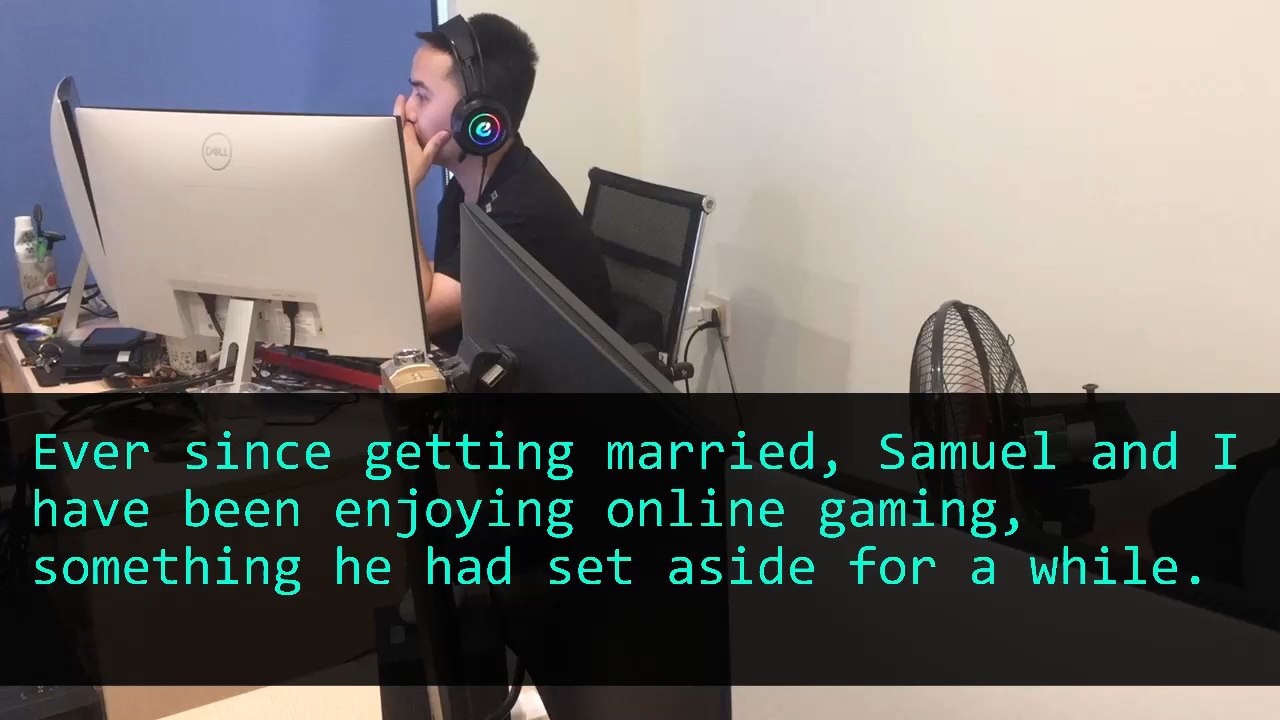 DELL
Ever since getting married, Samuel and I
have been enjoying online gaming,
something he had set aside for a while.